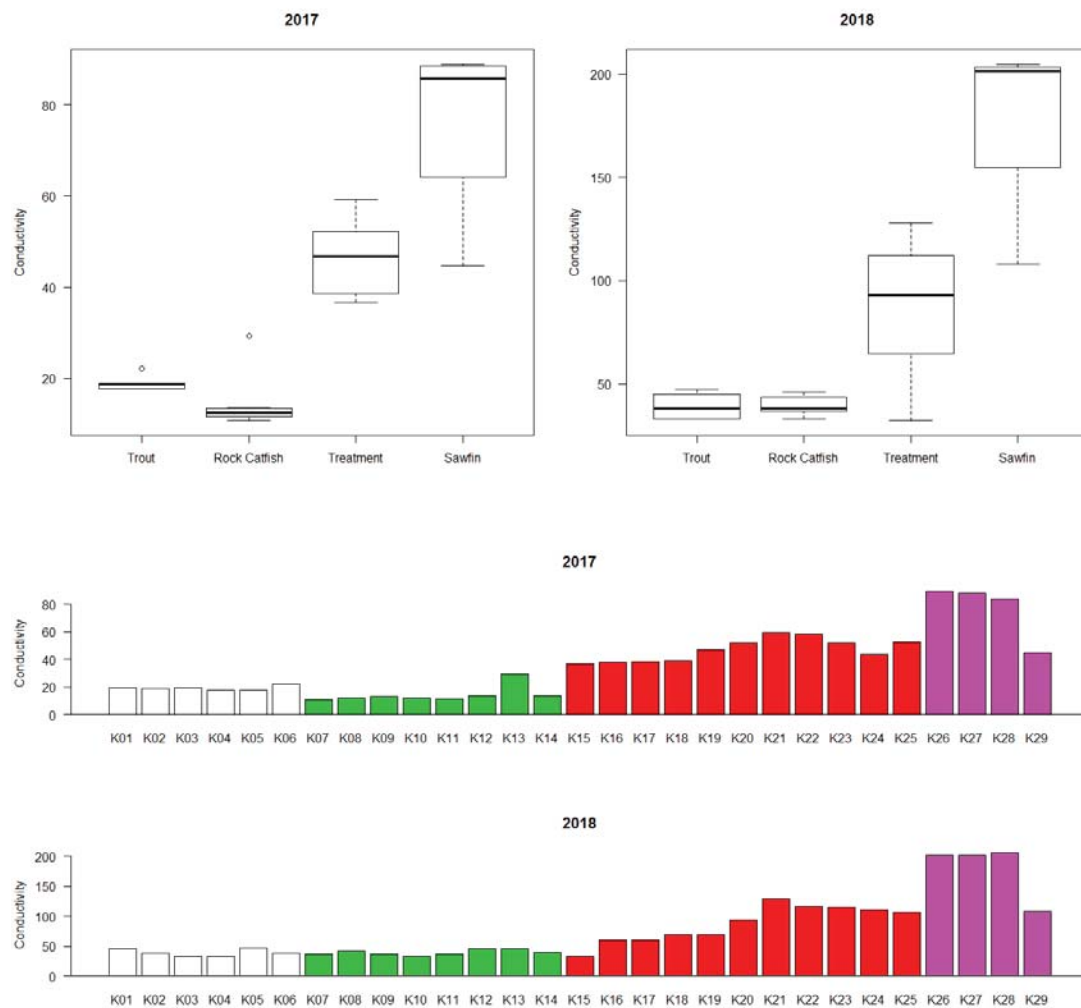 2017
Conductivity
80
60
40
20
Trout Rock Catfish Treatment Sawfin
2018
Conductivity
200
150
100
50
Trout Rock Catfish Treatment Sawfin
2017
Conductivity
80
60
40
20
0
K01 K02 K03 K04 K05 K06 K07 K08 K09 K10 K11 K12 K13 K14 K15 K16 K17 K18 K19 K20 K21 K22 K23 K24 K25 K26 K27 K28 K29
2018
Conductivity
200
150
100
50
0
K01 K02 K03 K04 K05 K06 K07 K08 K09 K10 K11 K12 K13 K14 K15 K16 K17 K18 K19 K20 K21 K22 K23 K24 K25 K26 K27 K28 K29